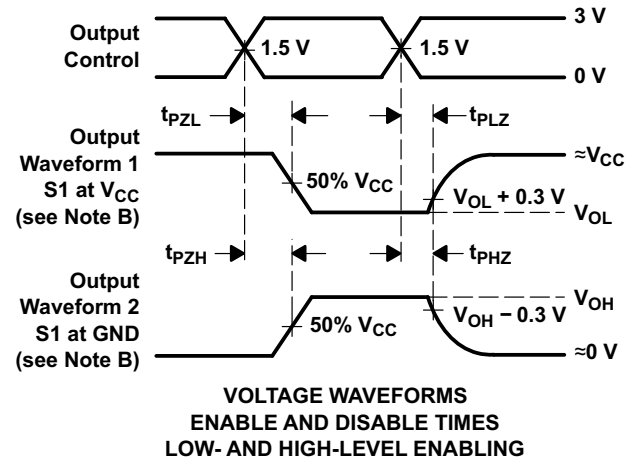 Output
Control
1.5 V
1.5 V
3 V
0 V
tPZL
tPLZ
Output
Waveform 1
S1 at VCC
(see Note B)
50% VCC
≈VCC
VOL + 0.3 V
VOL
tPZH
tPHZ
Output
Waveform 2
S1 at GND
(see Note B)
50% VCC
VOH
VOH − 0.3 V
≈0 V
VOLTAGE WAVEFORMS
ENABLE AND DISABLE TIMES
LOW- AND HIGH-LEVEL ENABLING